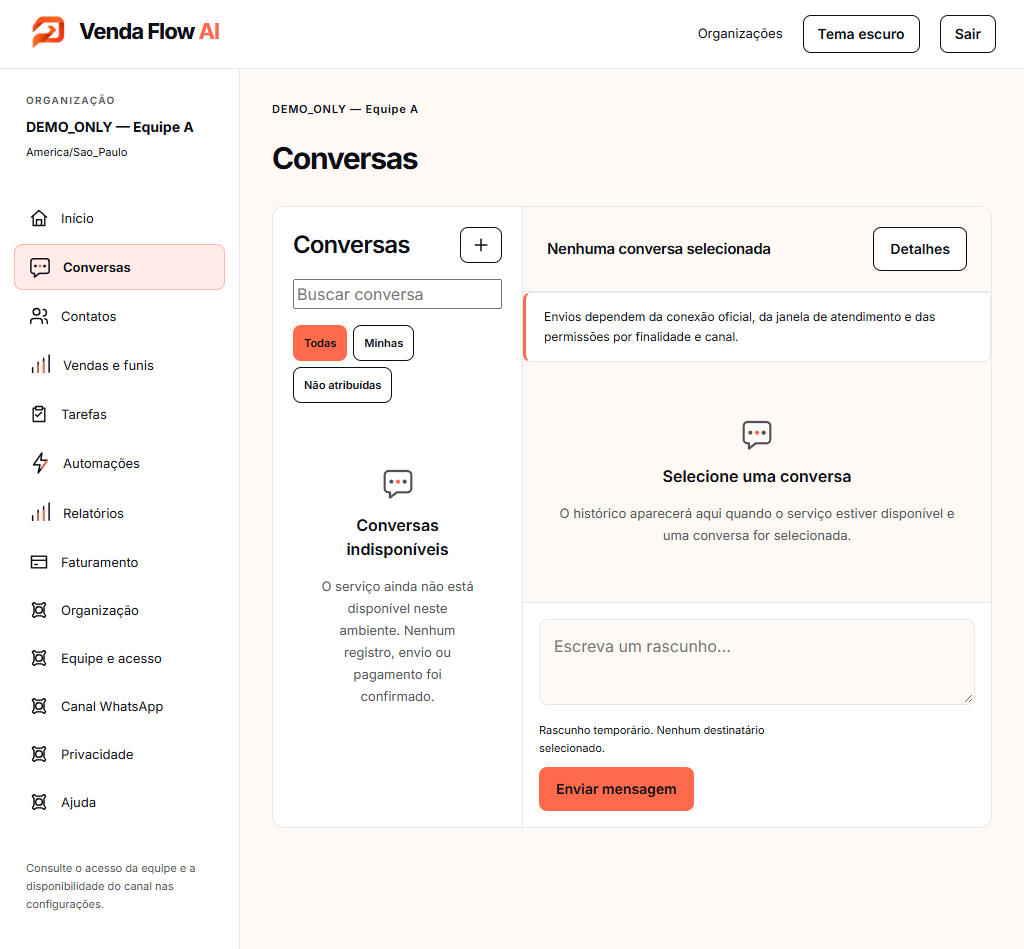 Venda Flow AI
Organizações
Tema escuro
Sair
ORGANIZAÇÃO
DEMO_ONLY — Equipe A
America/Sao_Paulo
Início
Conversas
Contatos
Vendas e funis
Tarefas
Automações
Relatórios
Faturamento
Organização
Equipe e acesso
Canal WhatsApp
Privacidade
Ajuda
Consulte o acesso da equipe e a
disponibilidade do canal nas
configurações.
DEMO_ONLY — Equipe A
Conversas
Conversas
+
Buscar conversa
Todas
Minhas
Não atribuídas
Conversas
indisponíveis
O serviço ainda não está
disponível neste
ambiente. Nenhum
registro, envio ou
pagamento foi
confirmado.
Nenhuma conversa selecionada
Detalhes
Envios dependem da conexão oficial, da janela de atendimento e das
permissões por finalidade e canal.
Selecione uma conversa
O histórico aparecerá aqui quando o serviço estiver disponível e
uma conversa for selecionada.
Escreva um rascunho...
Rascunho temporário. Nenhum destinatário
selecionado.
Enviar mensagem